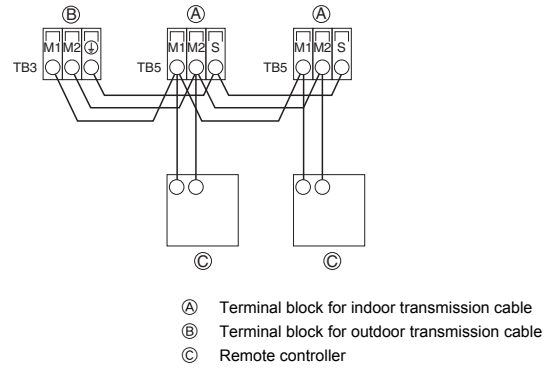 Ⓑ Ⓐ Ⓐ
M1 M2 ⏚ M1 M2 S M1 M2 S
TB3 TB5 TB5
Ⓒ Ⓒ
Ⓐ Terminal block for indoor transmission cable
Ⓑ Terminal block for outdoor transmission cable
Ⓒ Remote controller